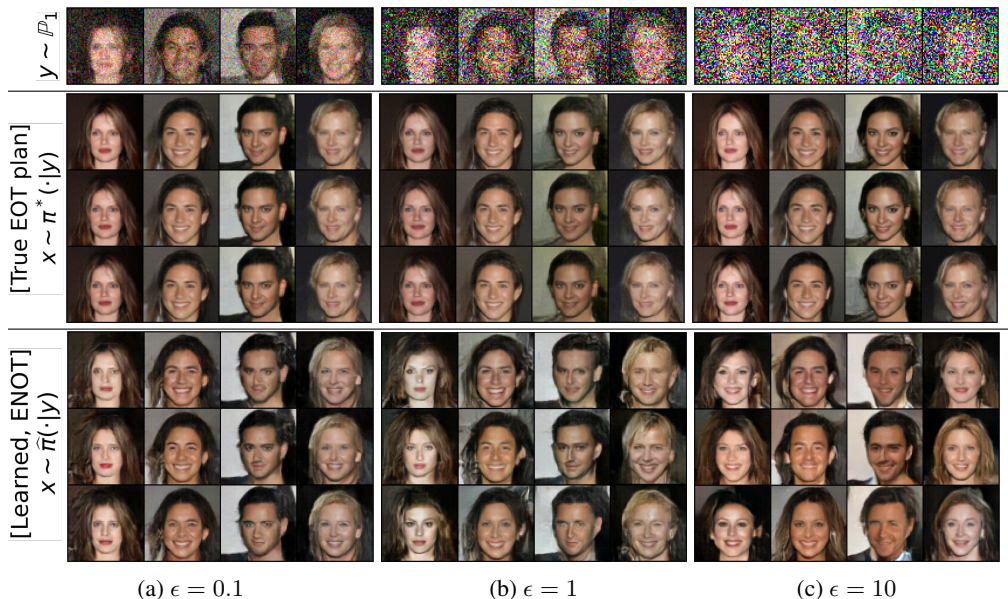 y ~ ℙ₁
[True EOT plan]
x ~ π*(·|y)
[Learned, ENOT]
x ~ π̂(·|y)
(a) ϵ = 0.1
(b) ϵ = 1
(c) ϵ = 10